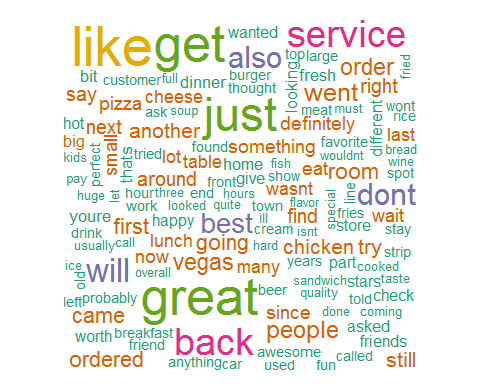 like get wanted service
also
bit customer full dinner burger looking top large order fried
say thought fresh
pizza cheese went right
ask soup just meat must wont
hot next another definitely different rice
big small found something favorite last
kids perfect thats tried lot table home fish wouldnt bread
wine
pay around front give show eat room spot
huge let hour three end hours wasnt line dont
youre work looked quite town flavor special fries
first happy best ill find store wait
drink cream isnt stay
usually call lunch going hard chicken try strip
ice old now vegas many years part cooked
will overall sandwich stars taste
left probably great beer quality told check
came since done coming
worth breakfast back people asked
friend awesome friends
ordered anything car used fun called still